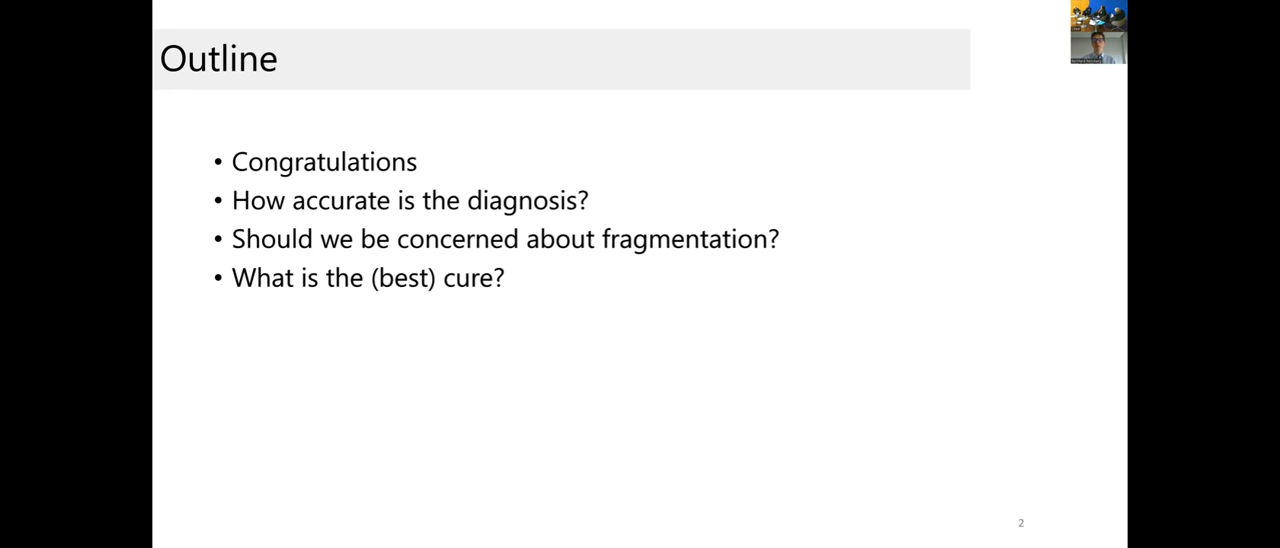 Outline
• Congratulations
• How accurate is the diagnosis?
• Should we be concerned about fragmentation?
• What is the (best) cure?
2